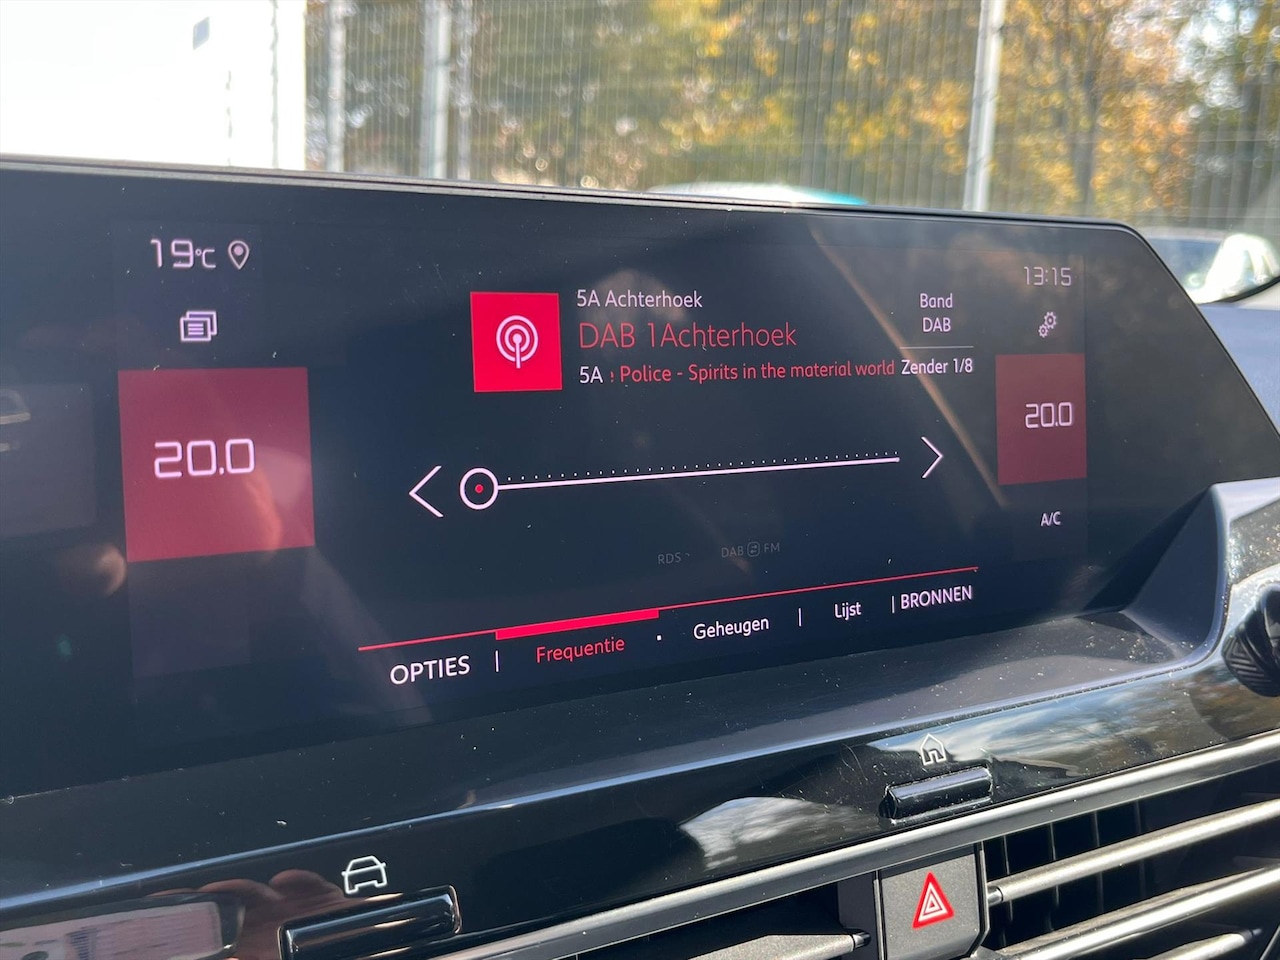 19°C
13:15
5A Achterhoek
DAB 1Achterhoek
5A : Police - Spirits in the material world
Band
DAB
Zender 1/8
20.0
20.0
A/C
RDS
DAB FM
OPTIES | Frequentie · Geheugen | Lijst | BRONNEN